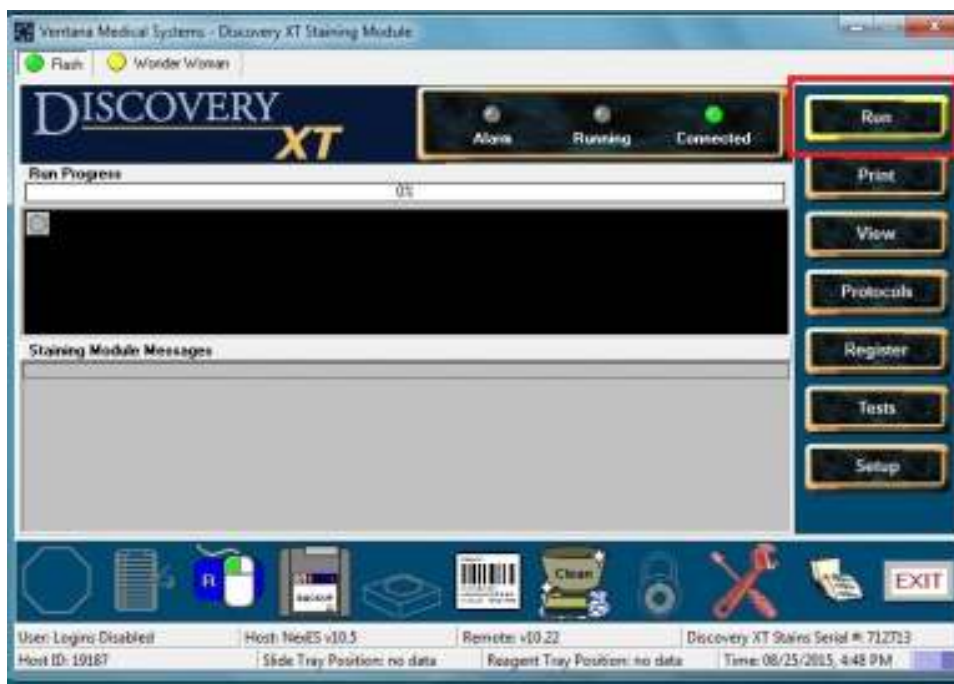 Ventana Medical Systems - Discovery XT Staining Module
Flash Wonder Woman
DISCOVERY XT
Alarm Running Connected
Run
Run Progress
0%
Print
View
Protocols
Staining Module Messages
Register
Tests
Setup
R
BACKUP
Clean
EXIT
User: Logins Disabled Host: NexES v10.5 Remote: v10.22 Discovery XT Stains Serial #: 712713
Host ID: 19187 Slide Tray Position: no data Reagent Tray Position: no data Time: 08/25/2015, 4:48 PM